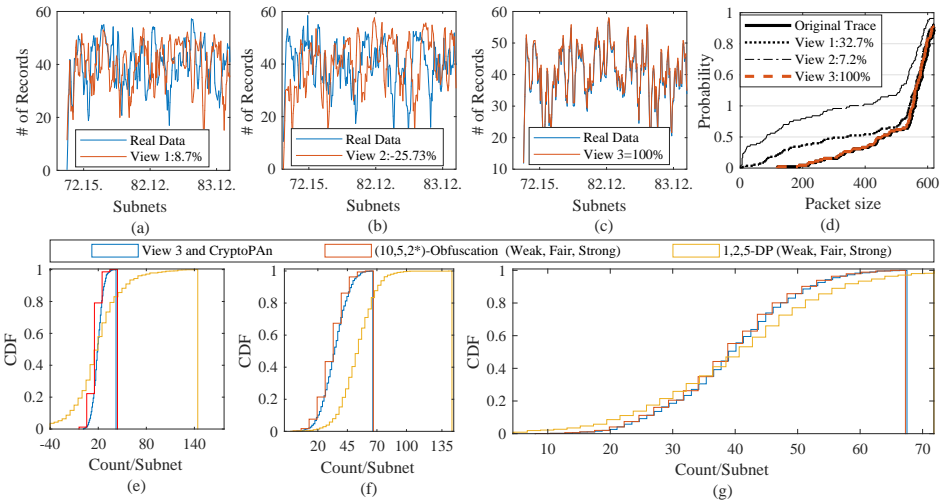 60
40
20
0
# of Records
Real Data
View 1:8.7%
72.15. 82.12. 83.12.
Subnets
(a)
60
40
20
0
# of Records
Real Data
View 2:-25.73%
72.15. 82.12. 83.12.
Subnets
(b)
60
50
40
30
20
10
# of Records
Real Data
View 3=100%
72.15. 82.12. 83.12.
Subnets
(c)
1
0.8
0.6
1
0.5
0
Probability
Original Trace
View 1:32.7%
View 2:7.2%
View 3:100%
0 200 400 600
Packet size
(d)
View 3 and CryptoPAn
(10,5,2*)-Obfuscation (Weak, Fair, Strong)
1,2,5-DP (Weak, Fair, Strong)
1
0.8
0.6
0.4
0.2
0
CDF
-40 20 80 140
Count/Subnet
(e)
1
0.8
0.6
0.4
0.2
0
CDF
20 45 70 100 135
Count/Subnet
(f)
1
0.8
0.6
0.4
0.2
0
CDF
10 20 30 40 50 60 70
Count/Subnet
(g)